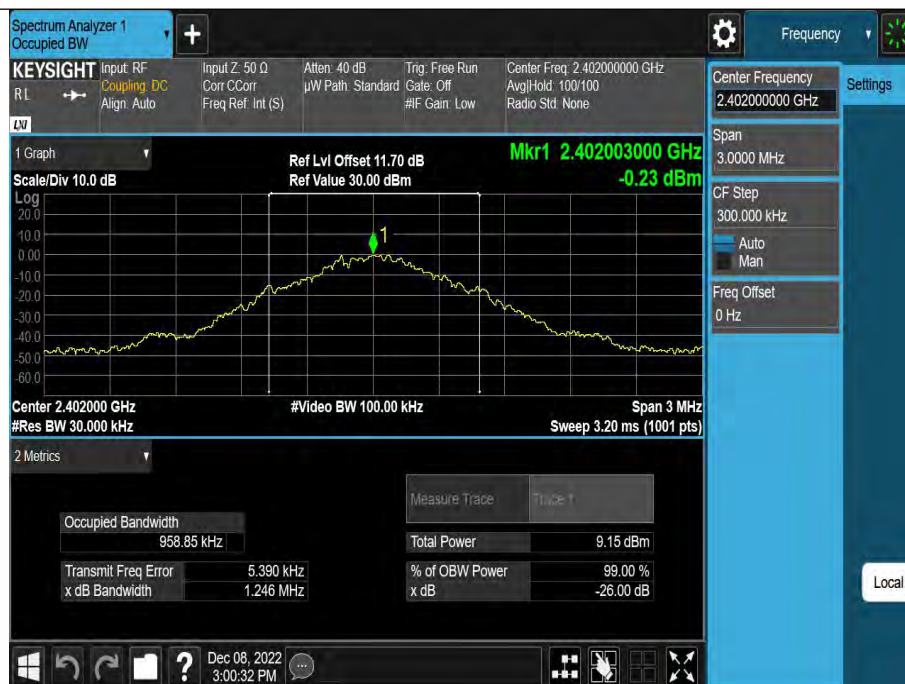 Spectrum Analyzer 1
Occupied BW
+
Frequency
KEYSIGHT
RL
LXI
Input: RF
Coupling: DC
Align: Auto
Input Z: 50 Ω
Corr CCorr
Freq Ref: Int (S)
Atten: 40 dB
µW Path: Standard
Trig: Free Run
Gate: Off
#IF Gain: Low
Center Freq: 2.402000000 GHz
Avg|Hold: 100/100
Radio Std: None
Center Frequency
2.402000000 GHz
Settings
Span
3.0000 MHz
CF Step
300.000 kHz
Auto
Man
Freq Offset
0 Hz
Local
1 Graph
Scale/Div 10.0 dB
Ref Lvl Offset 11.70 dB
Ref Value 30.00 dBm
Mkr1 2.402003000 GHz
-0.23 dBm
Log
20.0
10.0
0.00
-10.0
-20.0
-30.0
-40.0
-50.0
-60.0
1
Center 2.402000 GHz
#Res BW 30.000 kHz
#Video BW 100.00 kHz
Span 3 MHz
Sweep 3.20 ms (1001 pts)
2 Metrics
Measure Trace Trace 1
Occupied Bandwidth
958.85 kHz
Total Power 9.15 dBm
Transmit Freq Error 5.390 kHz
% of OBW Power 99.00 %
x dB Bandwidth 1.246 MHz
x dB -26.00 dB
?
Dec 08, 2022
3:00:32 PM